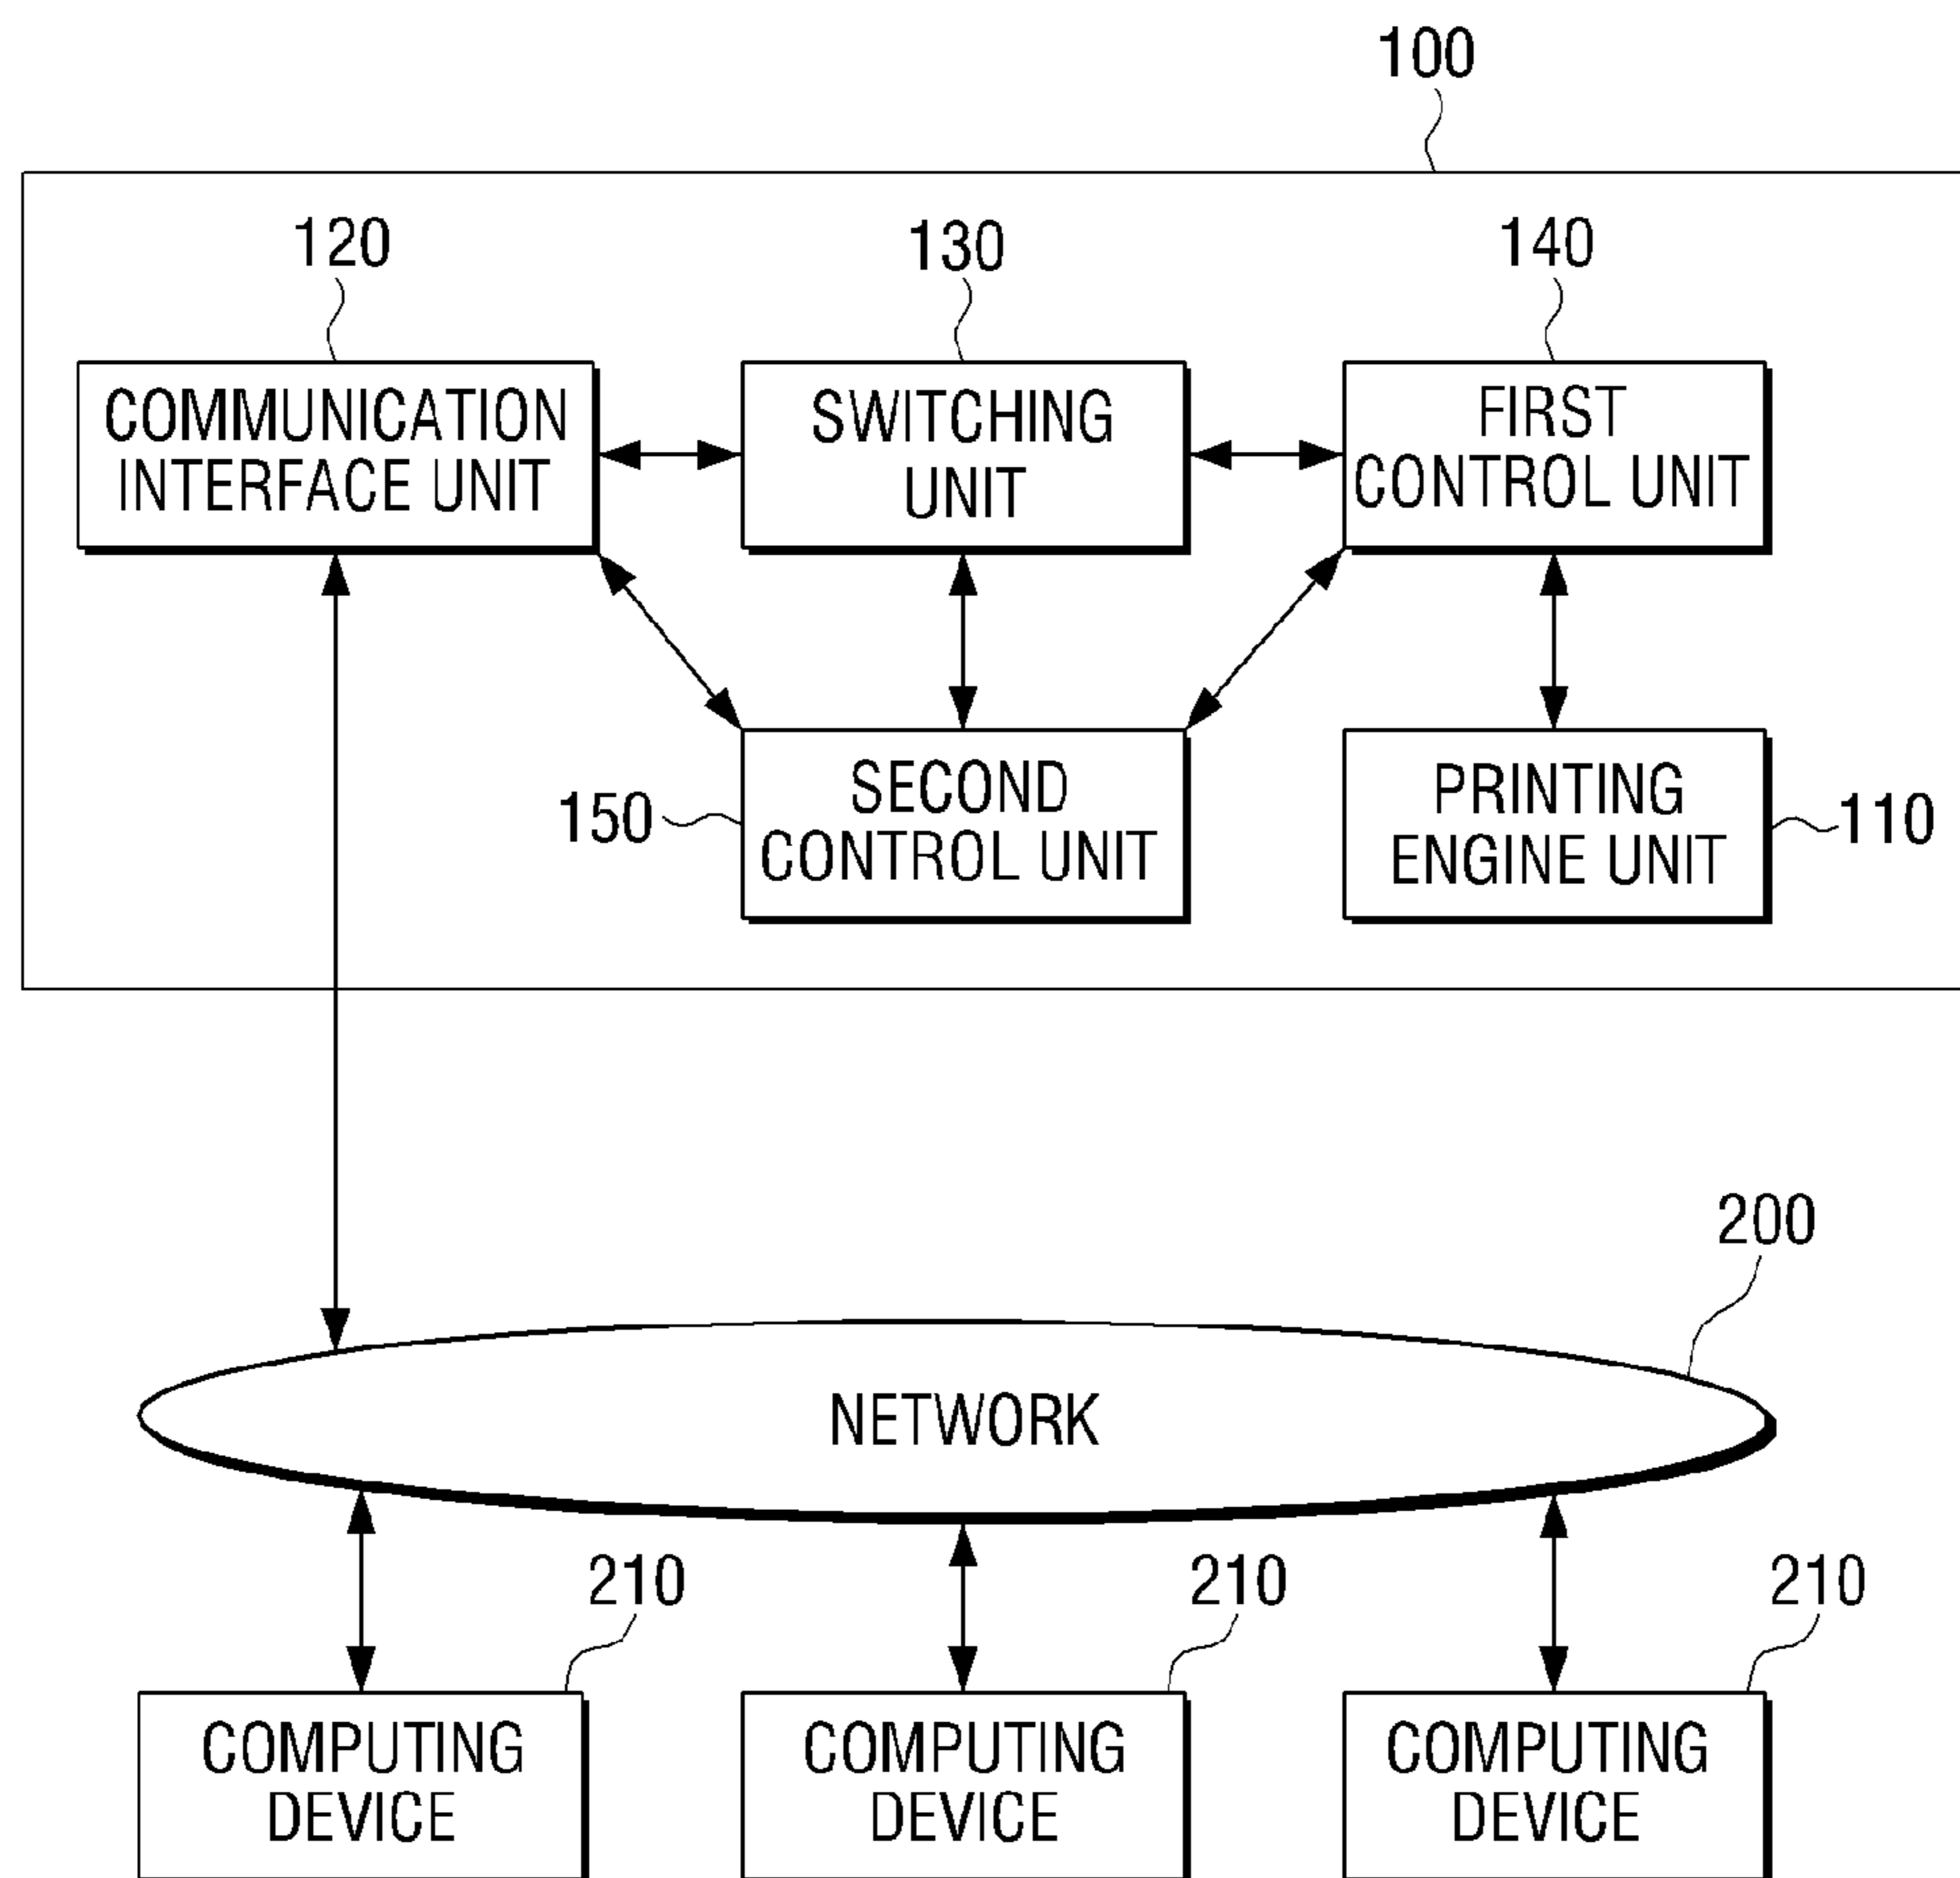 100
120
130
140
COMMUNICATION
INTERFACE UNIT
SWITCHING
UNIT
FIRST
CONTROL UNIT
150
SECOND
CONTROL UNIT
PRINTING
ENGINE UNIT
110
200
NETWORK
210
210
210
COMPUTING
DEVICE
COMPUTING
DEVICE
COMPUTING
DEVICE